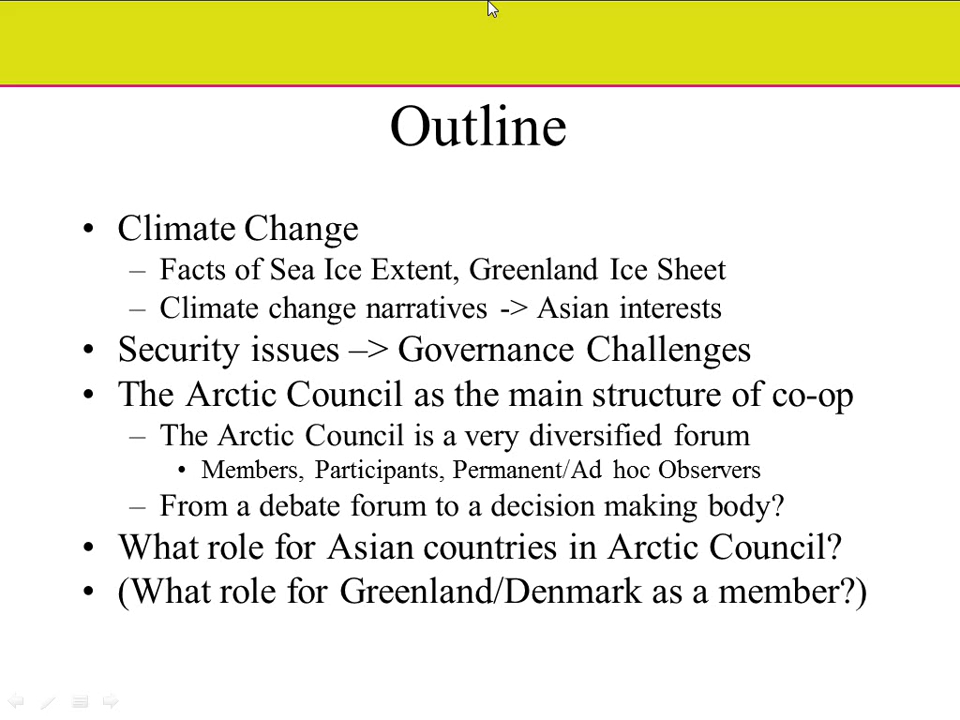 Outline
• Climate Change
– Facts of Sea Ice Extent, Greenland Ice Sheet
– Climate change narratives -> Asian interests
• Security issues –> Governance Challenges
• The Arctic Council as the main structure of co-op
– The Arctic Council is a very diversified forum
• Members, Participants, Permanent/Ad hoc Observers
– From a debate forum to a decision making body?
• What role for Asian countries in Arctic Council?
• (What role for Greenland/Denmark as a member?)